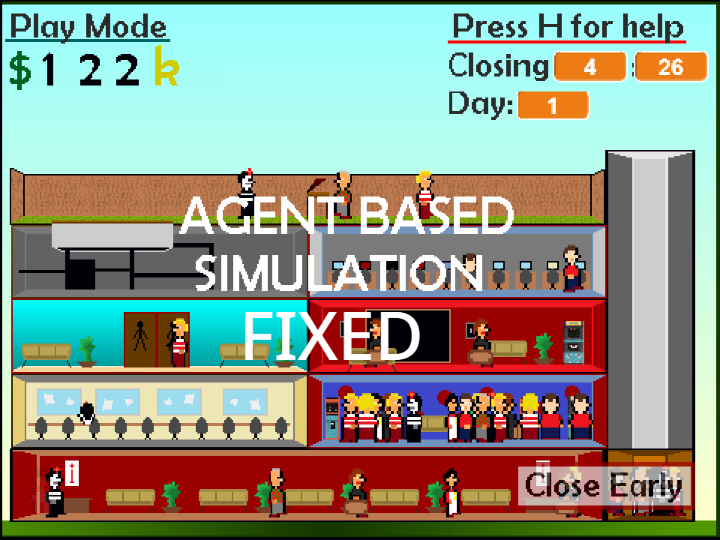 Play Mode
$122k
Press H for help
Closing 4 : 26
Day: 1
AGENT BASED
SIMULATION
FIXED
i
i
Close Early